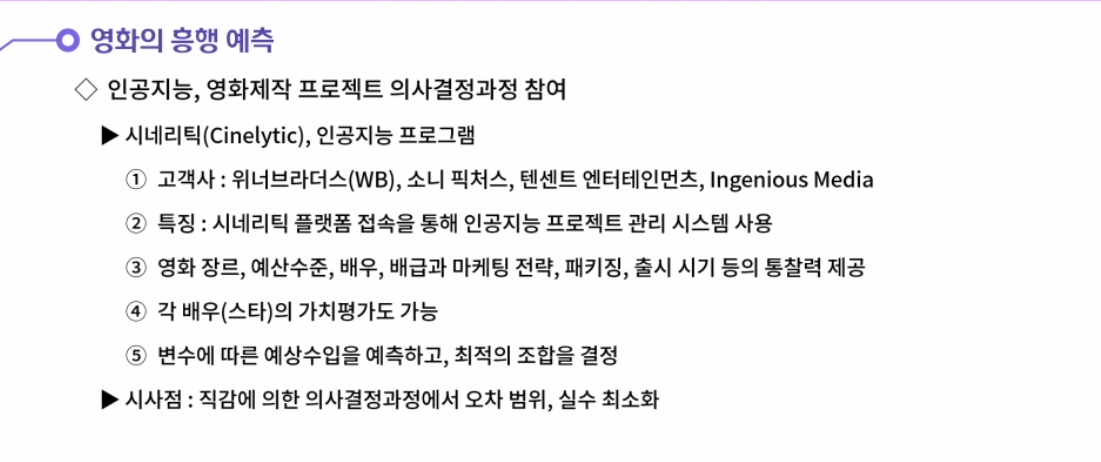 영화의 흥행 예측
◇ 인공지능, 영화제작 프로젝트 의사결정과정 참여
▶ 시네리틱(Cinelytic), 인공지능 프로그램
① 고객사 : 위너브라더스(WB), 소니 픽처스, 텐센트 엔터테인먼츠, Ingenious Media
② 특징 : 시네리틱 플랫폼 접속을 통해 인공지능 프로젝트 관리 시스템 사용
③ 영화 장르, 예산수준, 배우, 배급과 마케팅 전략, 패키징, 출시 시기 등의 통찰력 제공
④ 각 배우(스타)의 가치평가도 가능
⑤ 변수에 따른 예상수입을 예측하고, 최적의 조합을 결정
▶ 시사점 : 직감에 의한 의사결정과정에서 오차 범위, 실수 최소화